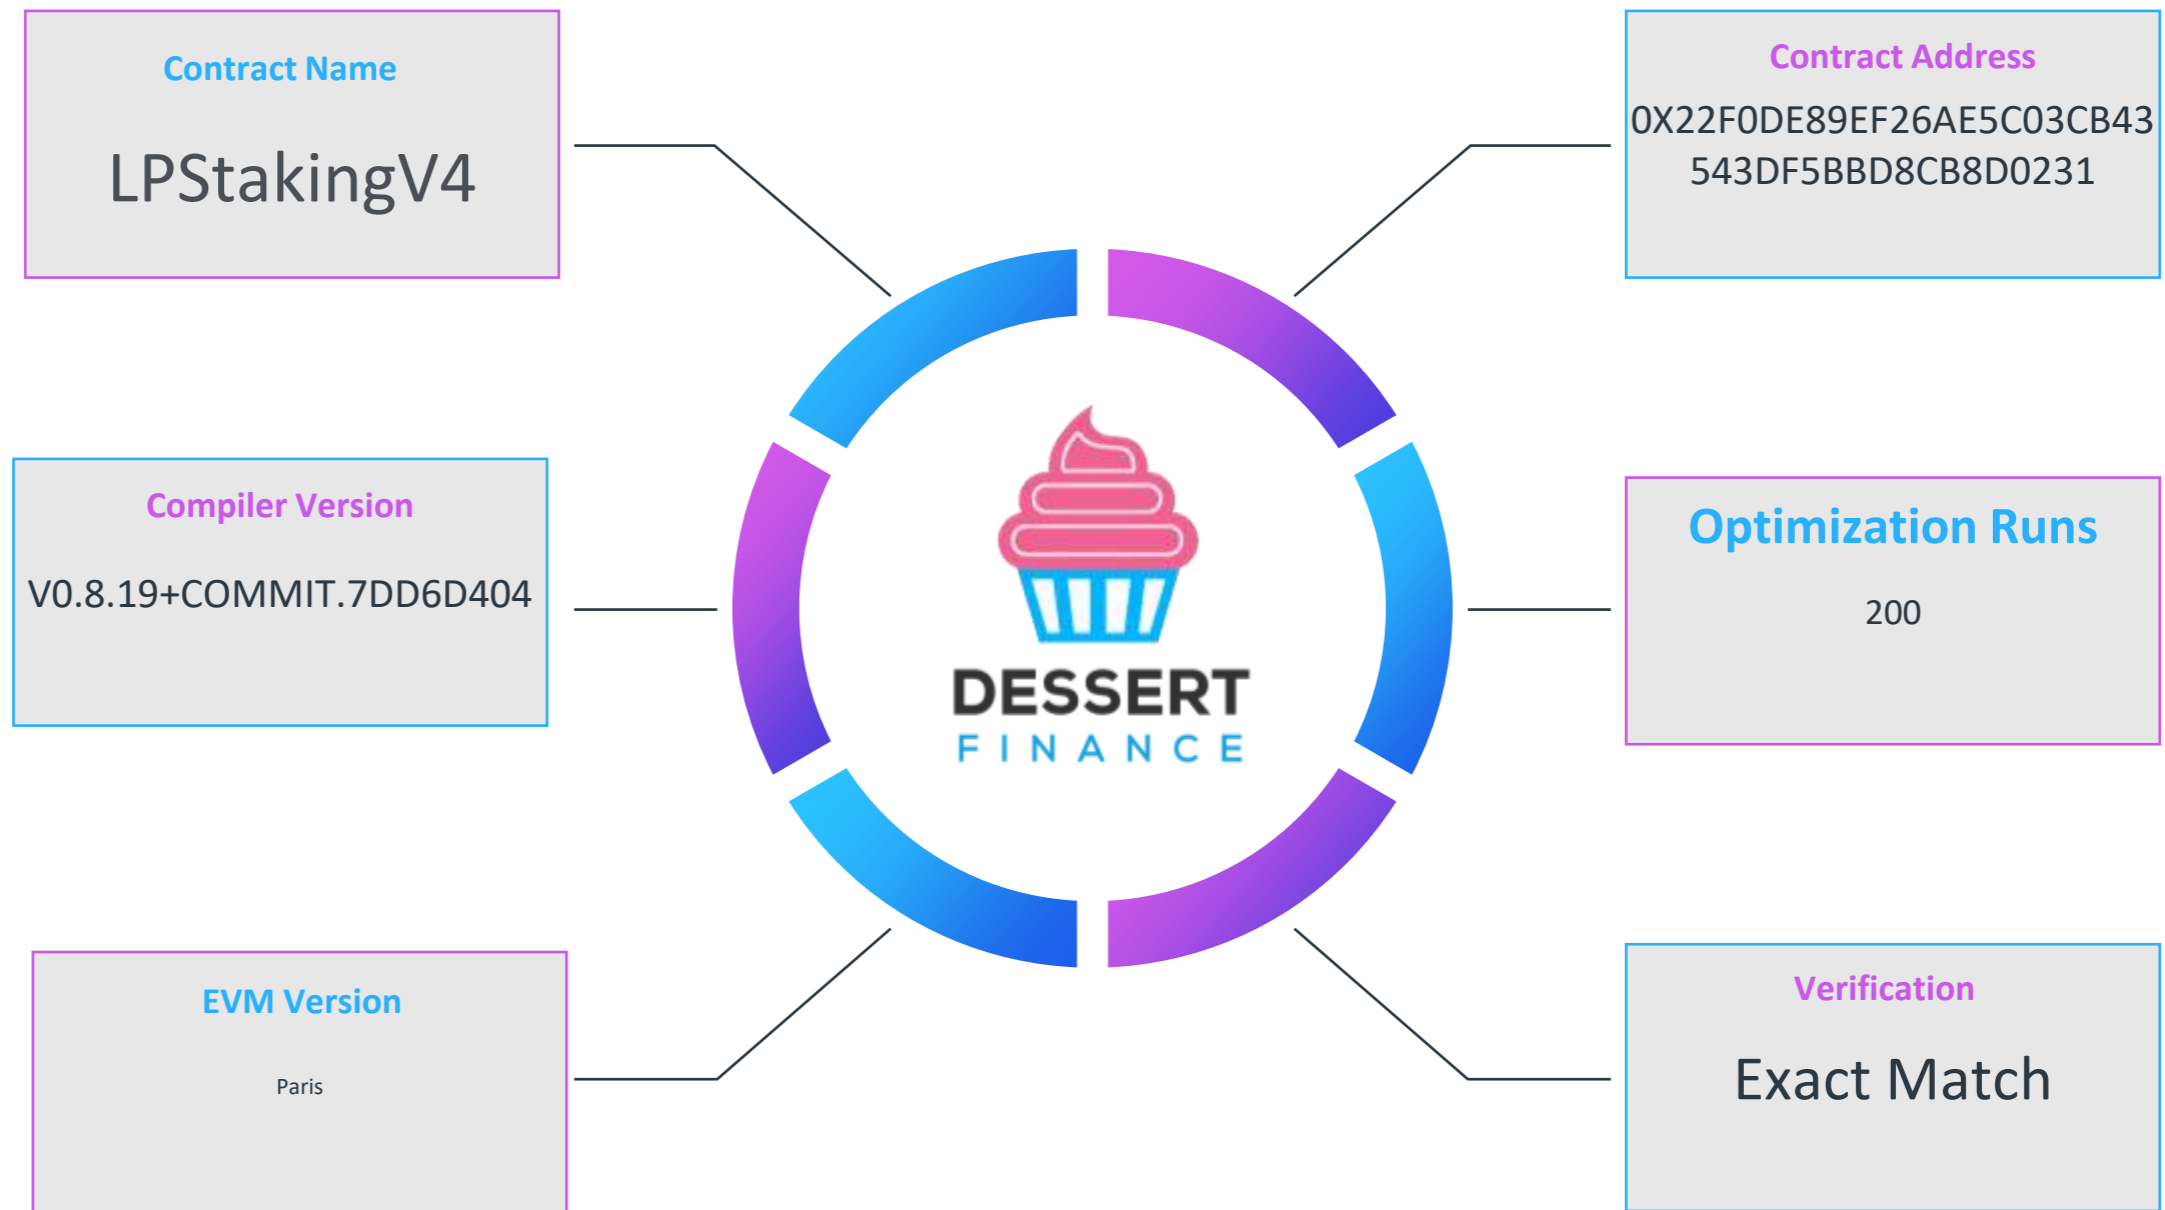 Contract Name
LPStakingV4
Contract Address
0X22F0DE89EF26AE5C03CB43
543DF5BBD8CB8D0231
Compiler Version
V0.8.19+COMMIT.7DD6D404
DESSERT
FINANCE
Optimization Runs
200
EVM Version
Paris
Verification
Exact Match